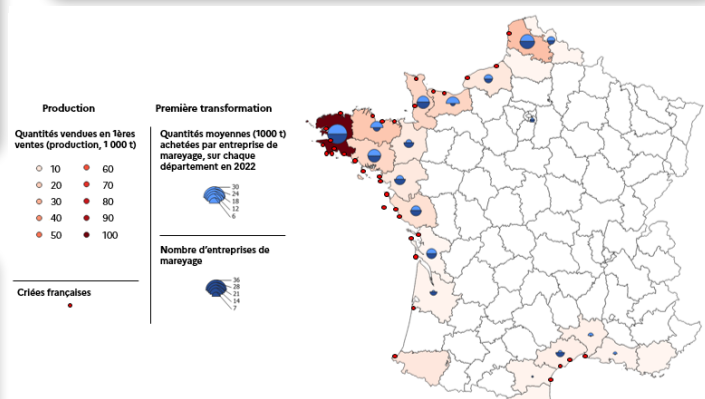 Production
Première transformation
Quantités vendues en 1ères
ventes (production, 1 000 t)
10
60
20
70
30
80
40
90
50
100
Quantités moyennes (1000 t)
achetées par entreprise de
mareyage, sur chaque
département en 2022
30
24
18
12
6
Nombre d'entreprises de
mareyage
36
28
21
14
7
Criées françaises